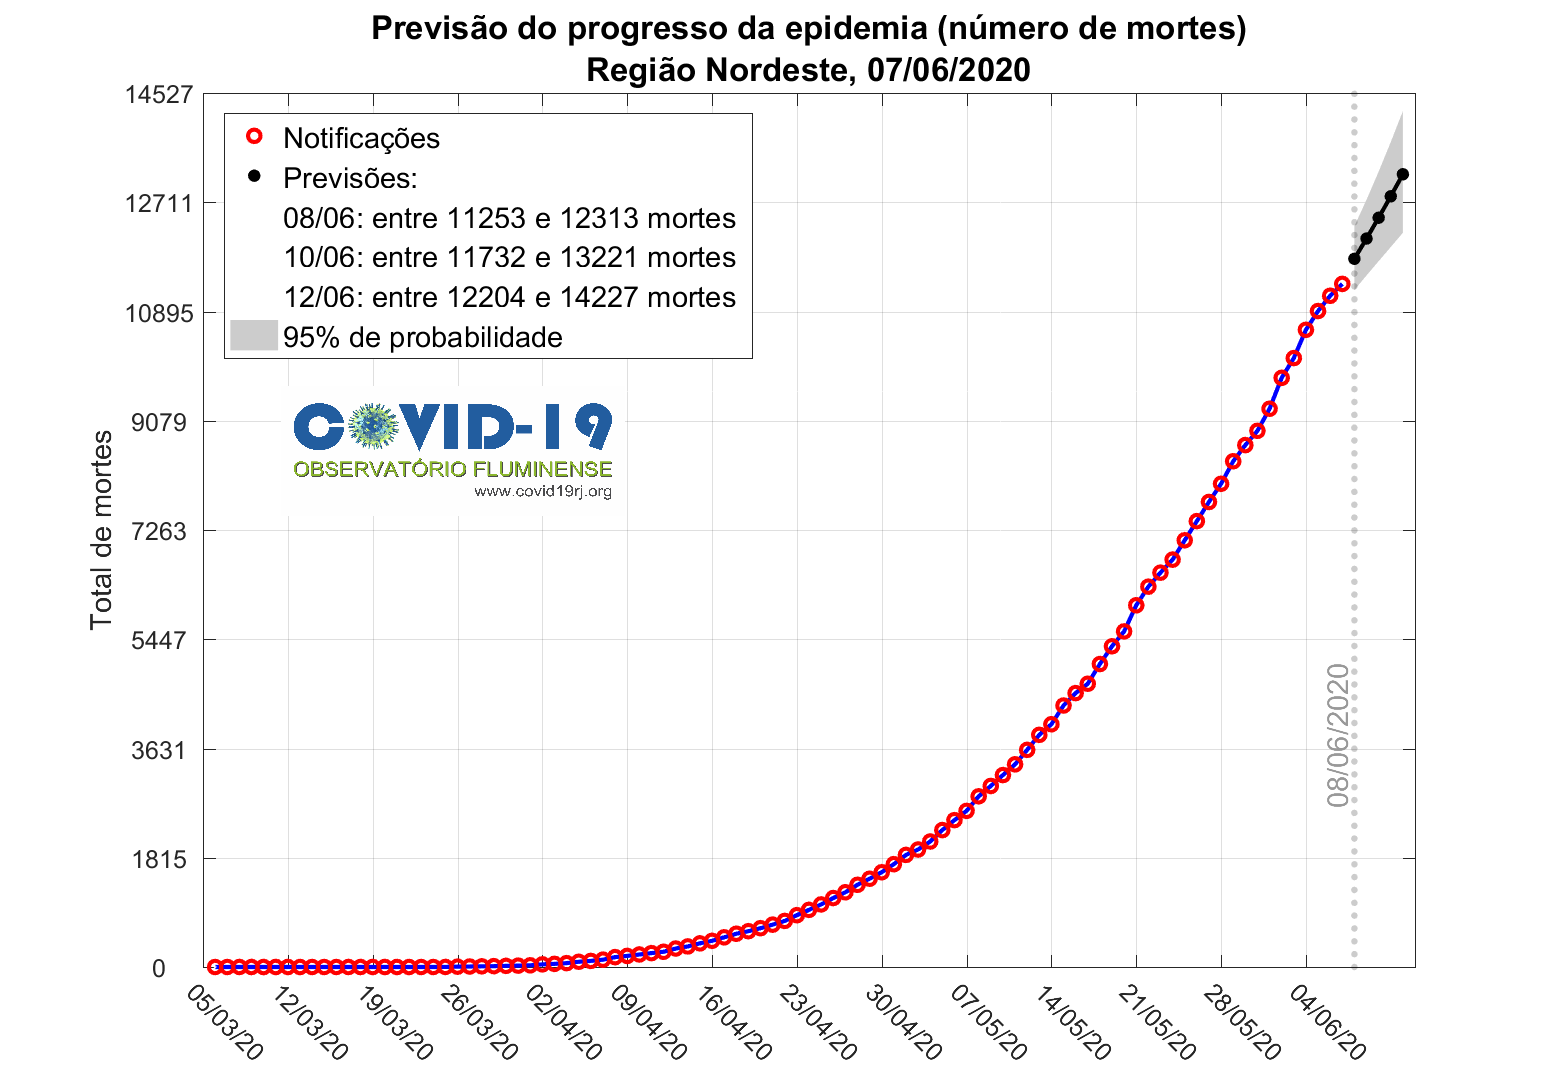 Previsão do progresso da epidemia (número de mortes)
Região Nordeste, 07/06/2020
14527
12711
10895
9079
7263
5447
3631
1815
0
Total de mortes
Notificações
Previsões:
08/06: entre 11253 e 12313 mortes
10/06: entre 11732 e 13221 mortes
12/06: entre 12204 e 14227 mortes
95% de probabilidade
COVID-19
OBSERVATÓRIO FLUMINENSE
www.covid19rj.org
08/06/2020
05/03/20
12/03/20
19/03/20
26/03/20
02/04/20
09/04/20
16/04/20
23/04/20
30/04/20
07/05/20
14/05/20
21/05/20
28/05/20
04/06/20